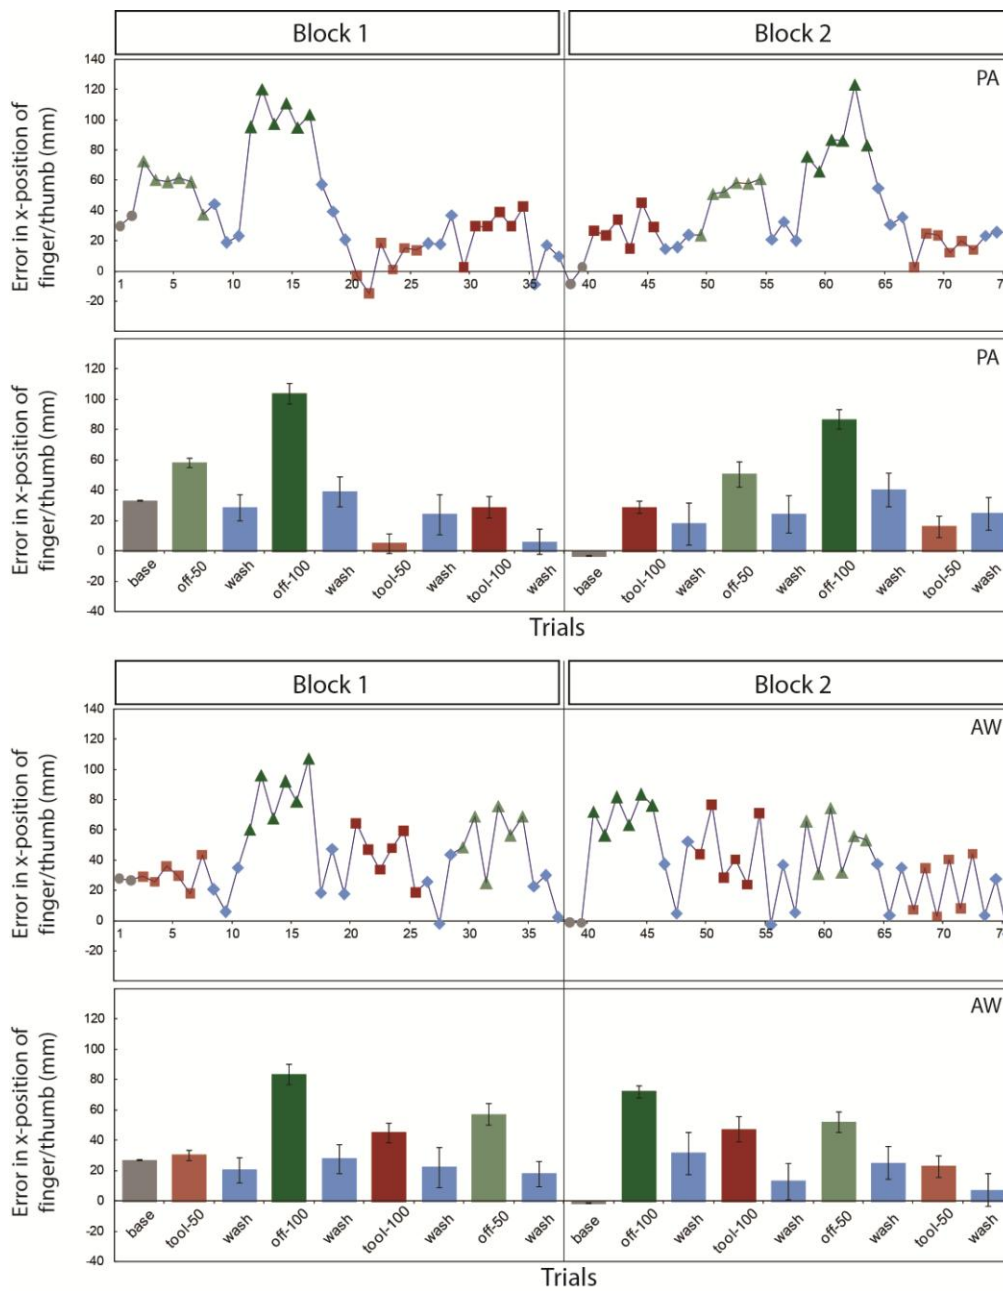 Block 1 Block 2
PA
Error in x-position of
finger/thumb (mm)
140
120
100
80
60
40
20
0
-20
1 5 10 15 20 25 30 35 40 45 50 55 60 65 70
PA
Error in x-position of
finger/thumb (mm)
120
100
80
60
40
20
0
-20
-40
base off-50 wash off-100 wash tool-50 wash tool-100 wash base tool-100 wash off-50 wash off-100 wash tool-50 wash
Trials
Block 1 Block 2
AW
Error in x-position of
finger/thumb (mm)
140
120
100
80
60
40
20
0
-20
1 5 10 15 20 25 30 35 40 45 50 55 60 65 70
AW
Error in x-position of
finger/thumb (mm)
120
100
80
60
40
20
0
-20
-40
base tool-50 wash off-100 wash tool-100 wash off-50 wash base off-100 wash tool-100 wash off-50 wash tool-50 wash
Trials